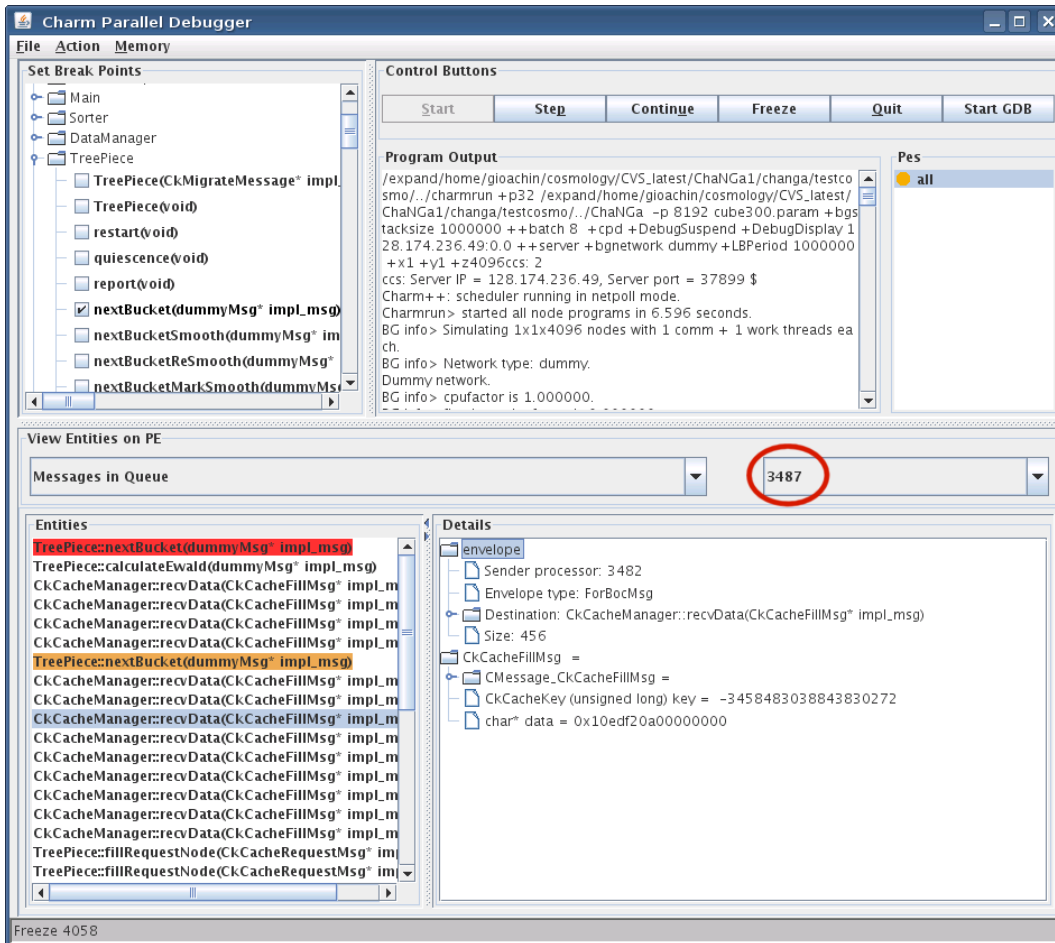 Charm Parallel Debugger
File Action Memory
Set Break Points
Main
Sorter
DataManager
TreePiece
TreePiece(CkMigrateMessage* impl_
TreePiece(void)
restart(void)
quiescence(void)
report(void)
nextBucket(dummyMsg* impl_msg)
nextBucketSmooth(dummyMsg* im
nextBucketReSmooth(dummyMsg*
nextBucketMarkSmooth(dummyMsg
Control Buttons
Start Step Continue Freeze Quit Start GDB
Program Output
/expand/home/gioachin/cosmology/CVS_latest/ChaNGa1/changa/testco
smo/../charmrun +p32 /expand/home/gioachin/cosmology/CVS_latest/
ChaNGa1/changa/testcosmo/../ChaNGa -p 8192 cube300.param +bgs
tacksize 1000000 ++batch 8 +cpd +DebugSuspend +DebugDisplay 1
28.174.236.49:0.0 ++server +bgnetwork dummy +LBPeriod 1000000
+x1 +y1 +z4096ccs: 2
ccs: Server IP = 128.174.236.49, Server port = 37899 $
Charm++: scheduler running in netpoll mode.
Charmrun> started all node programs in 6.596 seconds.
BG info> Simulating 1x1x4096 nodes with 1 comm + 1 work threads ea
ch.
BG info> Network type: dummy.
Dummy network.
BG info> cpufactor is 1.000000.
Pes
all
View Entities on PE
Messages in Queue
3487
Entities
TreePiece::nextBucket(dummyMsg* impl_msg)
TreePiece::calculateEwald(dummyMsg* impl_msg)
CkCacheManager::recvData(CkCacheFillMsg* impl_m
CkCacheManager::recvData(CkCacheFillMsg* impl_m
CkCacheManager::recvData(CkCacheFillMsg* impl_m
CkCacheManager::recvData(CkCacheFillMsg* impl_m
TreePiece::nextBucket(dummyMsg* impl_msg)
CkCacheManager::recvData(CkCacheFillMsg* impl_m
CkCacheManager::recvData(CkCacheFillMsg* impl_m
CkCacheManager::recvData(CkCacheFillMsg* impl_m
CkCacheManager::recvData(CkCacheFillMsg* impl_m
CkCacheManager::recvData(CkCacheFillMsg* impl_m
CkCacheManager::recvData(CkCacheFillMsg* impl_m
CkCacheManager::recvData(CkCacheFillMsg* impl_m
CkCacheManager::recvData(CkCacheFillMsg* impl_m
CkCacheManager::recvData(CkCacheFillMsg* impl_m
TreePiece::fillRequestNode(CkCacheRequestMsg* imp
TreePiece::fillRequestNode(CkCacheRequestMsg* imp
Details
envelope
Sender processor: 3482
Envelope type: ForBocMsg
Destination: CkCacheManager::recvData(CkCacheFillMsg* impl_msg)
Size: 456
CkCacheFillMsg =
CMessage_CkCacheFillMsg =
CkCacheKey (unsigned long) key = -3458483038843830272
char* data = 0x10edf20a00000000
Freeze 4058